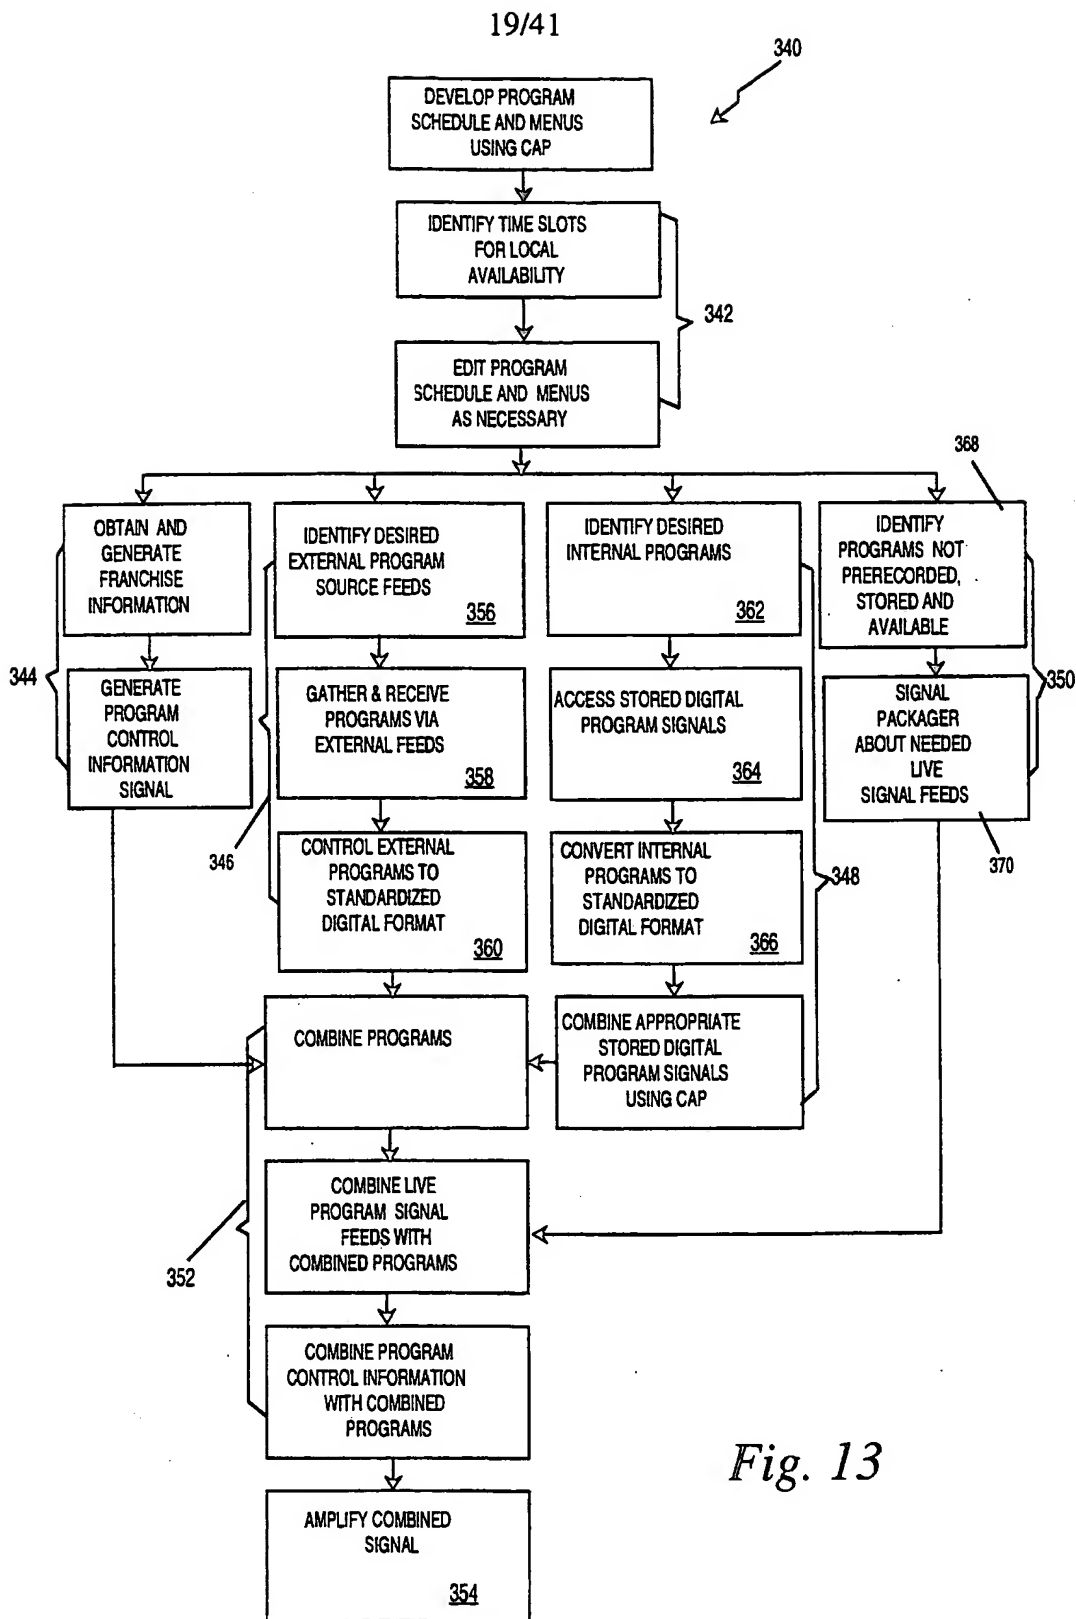 19/41
340
DEVELOP PROGRAM
SCHEDULE AND MENUS
USING CAP
IDENTIFY TIME SLOTS
FOR LOCAL
AVAILABILITY
342
EDIT PROGRAM
SCHEDULE AND MENUS
AS NECESSARY
344
OBTAIN AND
GENERATE
FRANCHISE
INFORMATION
GENERATE
PROGRAM
CONTROL
INFORMATION
SIGNAL
346
IDENTIFY DESIRED
EXTERNAL PROGRAM
SOURCE FEEDS
356
GATHER & RECEIVE
PROGRAMS VIA
EXTERNAL FEEDS
358
CONTROL EXTERNAL
PROGRAMS TO
STANDARDIZED
DIGITAL FORMAT
360
IDENTIFY DESIRED
INTERNAL PROGRAMS
362
ACCESS STORED DIGITAL
PROGRAM SIGNALS
364
CONVERT INTERNAL
PROGRAMS TO
STANDARDIZED
DIGITAL FORMAT
366
348
COMBINE APPROPRIATE
STORED DIGITAL
PROGRAM SIGNALS
USING CAP
368
IDENTIFY
PROGRAMS NOT
PRERECORDED,
STORED AND
AVAILABLE
350
SIGNAL
PACKAGER
ABOUT NEEDED
LIVE
SIGNAL FEEDS
370
COMBINE PROGRAMS
352
COMBINE LIVE
PROGRAM SIGNAL
FEEDS WITH
COMBINED PROGRAMS
COMBINE PROGRAM
CONTROL INFORMATION
WITH COMBINED
PROGRAMS
AMPLIFY COMBINED
SIGNAL
354
Fig. 13